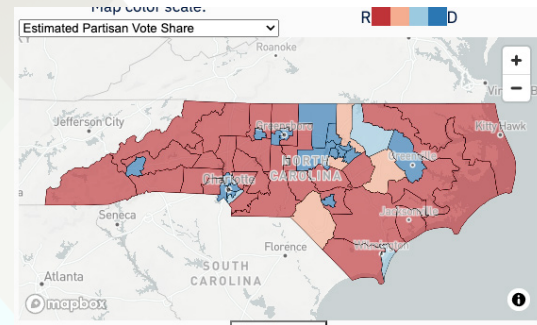 Map color scale:
Estimated Partisan Vote Share
R D
Roanoke
Jefferson City
Greensboro
Kitty Hawk
NORTH
CAROLINA
Greenville
Charlotte
Seneca
Jacksonville
Florence
Wilmington
SOUTH
CAROLINA
Atlanta
mapbox
+
−
i